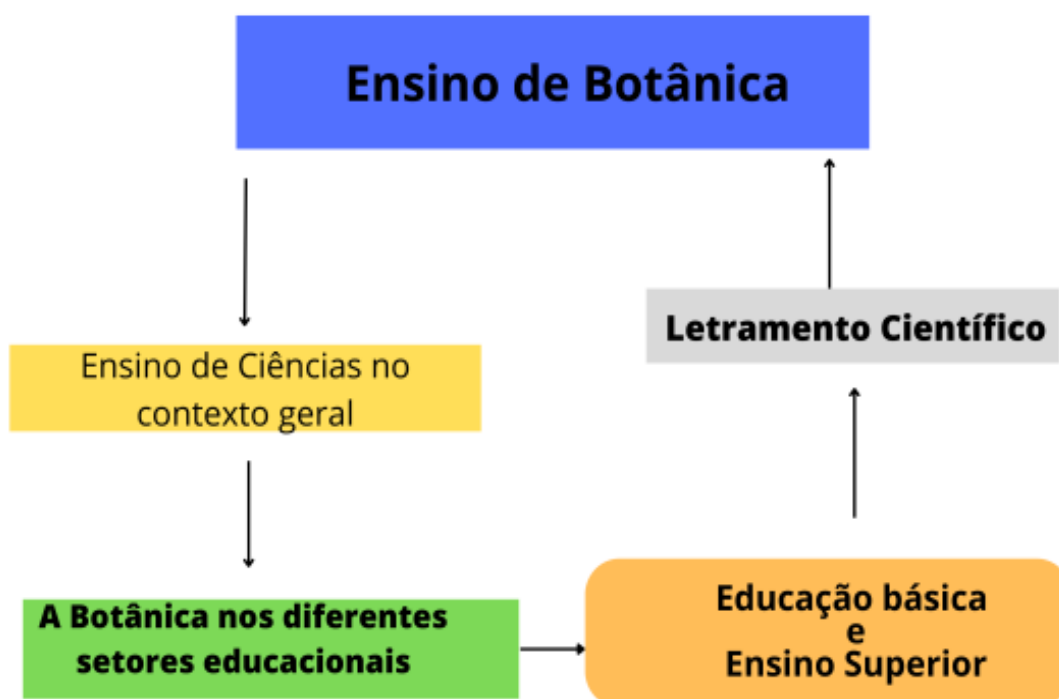 Ensino de Botânica
Letramento Científico
Ensino de Ciências no
contexto geral
A Botânica nos diferentes
setores educacionais
Educação básica
e
Ensino Superior